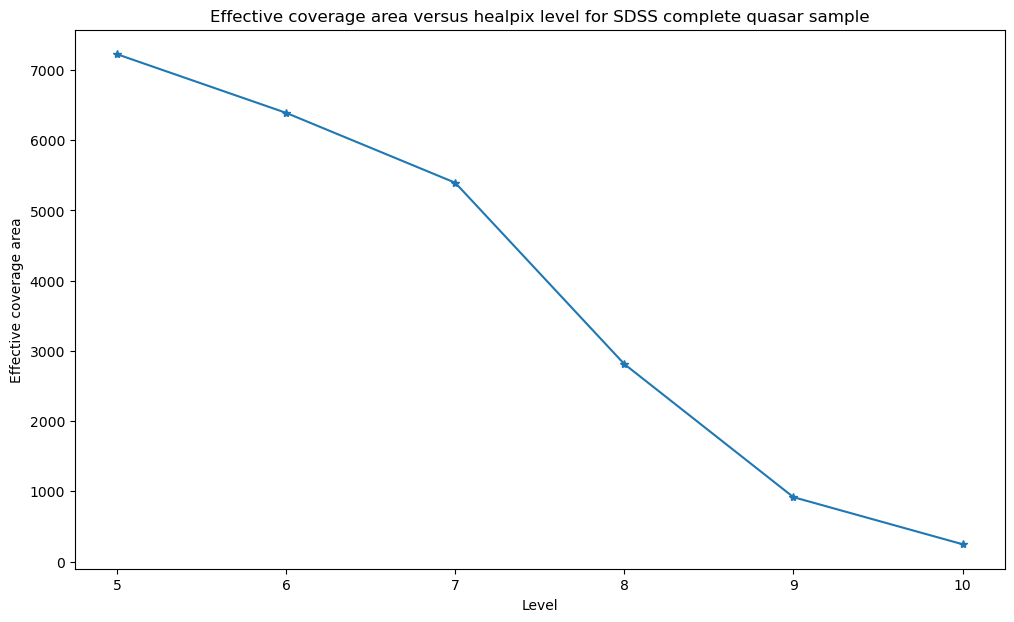 Effective coverage area versus healpix level for SDSS complete quasar sample
7000
6000
5000
4000
3000
2000
1000
0
Effective coverage area
5 6 7 8 9 10
Level